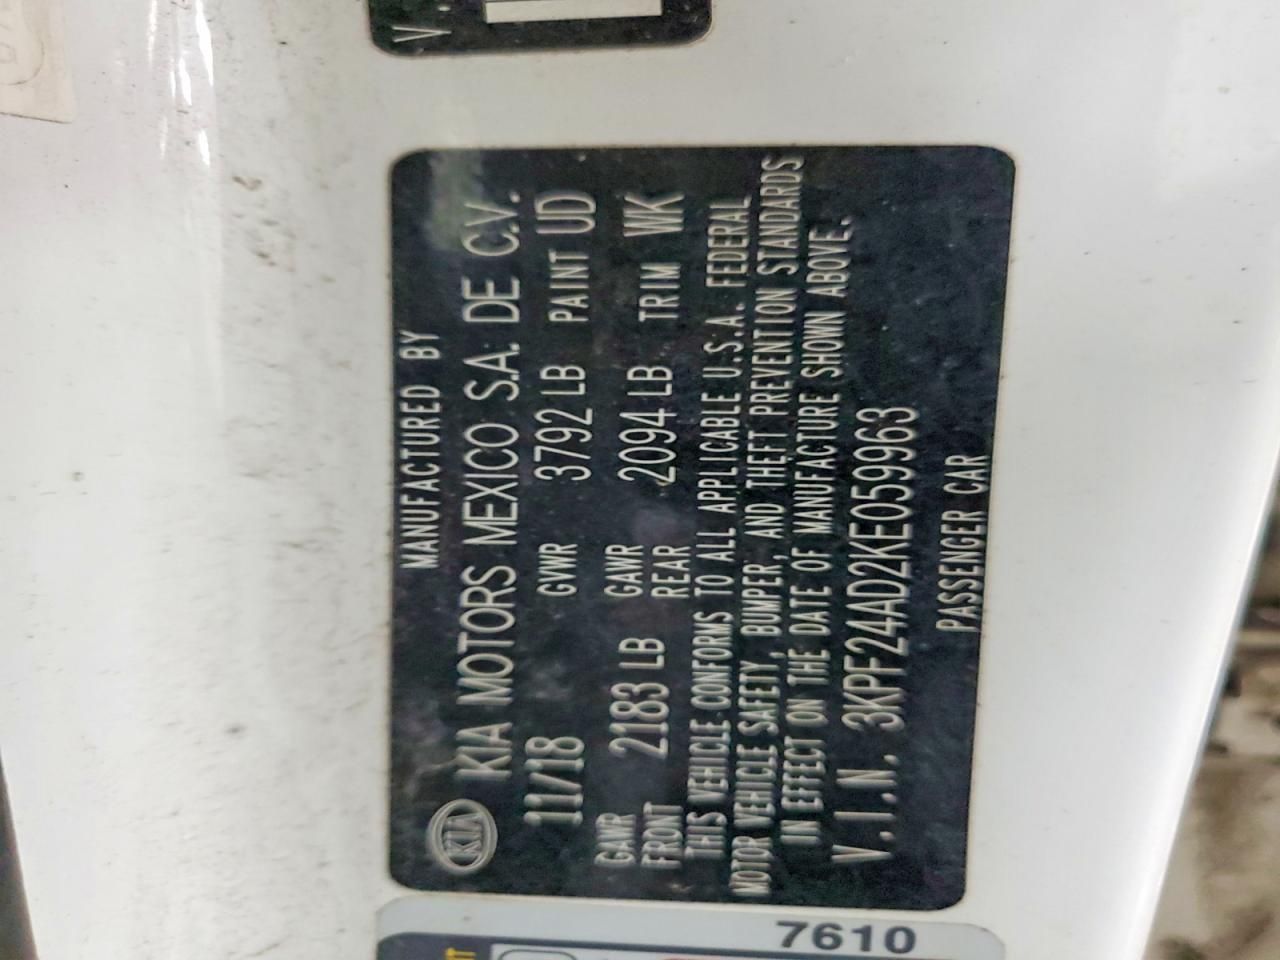 V.
MANUFACTURED BY
KIA KIA MOTORS MEXICO S.A. DE C.V.
11/18 GVWR 3792 LB PAINT UD
GAWR FRONT 2183 LB GAWR REAR 2094 LB TRIM WK
THIS VEHICLE CONFORMS TO ALL APPLICABLE U.S.A. FEDERAL
MOTOR VEHICLE SAFETY, BUMPER, AND THEFT PREVENTION STANDARDS
IN EFFECT ON THE DATE OF MANUFACTURE SHOWN ABOVE.
V.I.N. 3KPF24AD2KE059963
PASSENGER CAR
7610